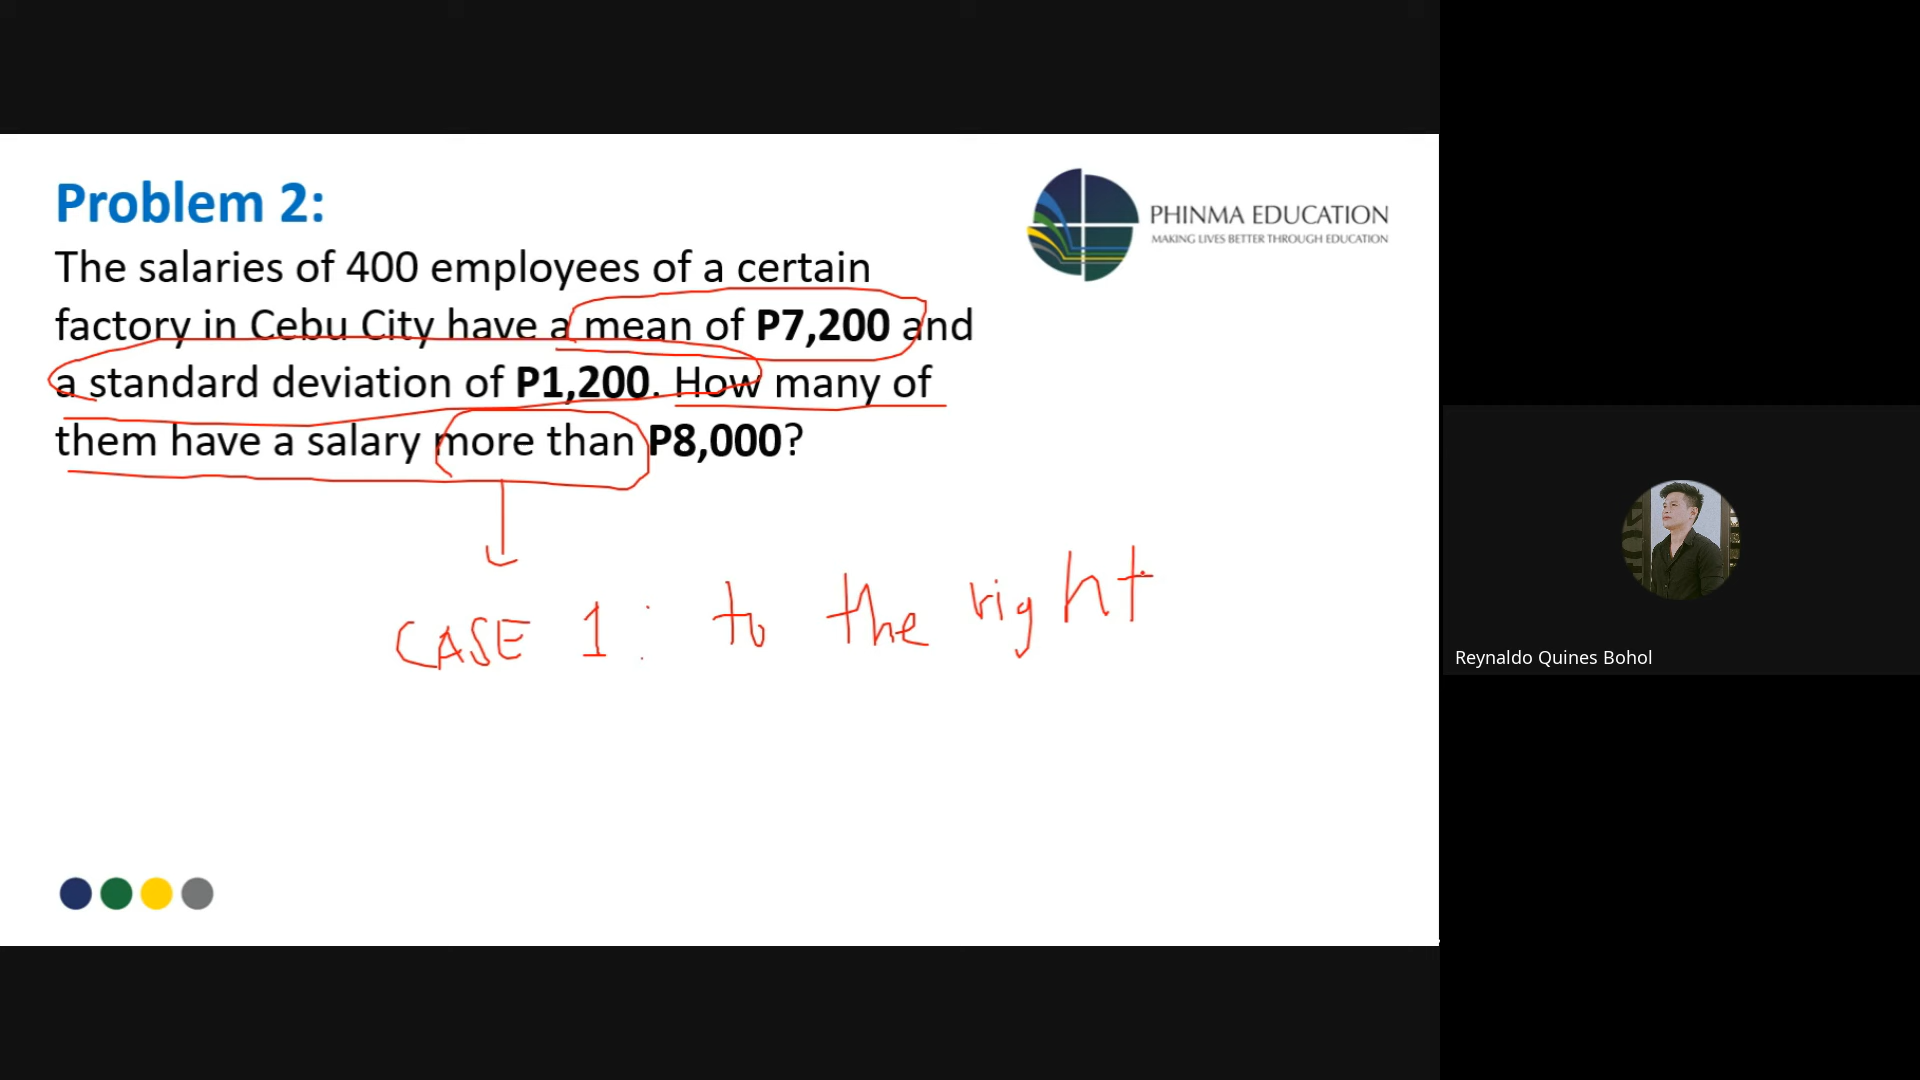 Problem 2:
PHINMA EDUCATION
MAKING LIVES BETTER THROUGH EDUCATION
The salaries of 400 employees of a certain
factory in Cebu City have a mean of P7,200 and
a standard deviation of P1,200. How many of
them have a salary more than P8,000?
CASE 1: to the right
Reynaldo Quines Bohol